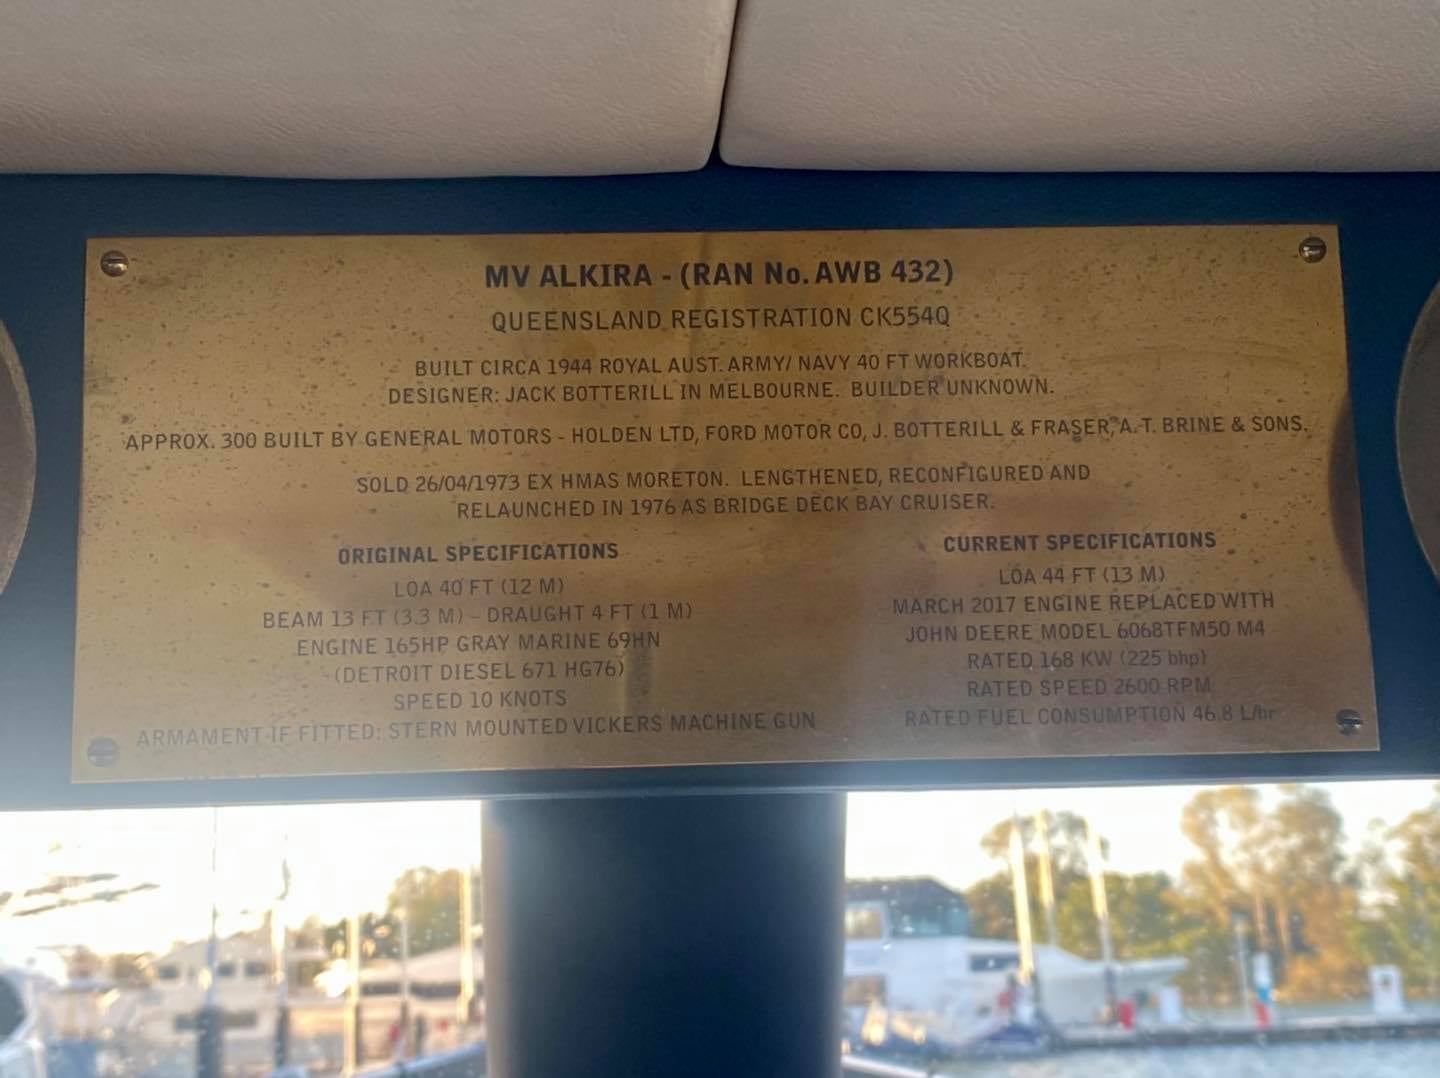 MV ALKIRA - (RAN No. AWB 432)
QUEENSLAND REGISTRATION CK554Q
BUILT CIRCA 1944 ROYAL AUST. ARMY/ NAVY 40 FT WORKBOAT.
DESIGNER: JACK BOTTERILL IN MELBOURNE. BUILDER UNKNOWN.
APPROX. 300 BUILT BY GENERAL MOTORS - HOLDEN LTD, FORD MOTOR CO, J. BOTTERILL & FRASER, A. T. BRINE & SONS.
SOLD 26/04/1973 EX HMAS MORETON. LENGTHENED, RECONFIGURED AND
RELAUNCHED IN 1976 AS BRIDGE DECK BAY CRUISER.
ORIGINAL SPECIFICATIONS
LOA 40 FT (12 M)
BEAM 13 FT (3.3 M) - DRAUGHT 4 FT (1 M)
ENGINE 165HP GRAY MARINE 69HN
(DETROIT DIESEL 671 HG76)
SPEED 10 KNOTS
ARMAMENT IF FITTED: STERN MOUNTED VICKERS MACHINE GUN
CURRENT SPECIFICATIONS
LOA 44 FT (13 M)
MARCH 2017 ENGINE REPLACED WITH
JOHN DEERE MODEL 6068TFM50 M4
RATED 168 KW (225 bhp)
RATED SPEED 2600 RPM
RATED FUEL CONSUMPTION 46.8 L/hr